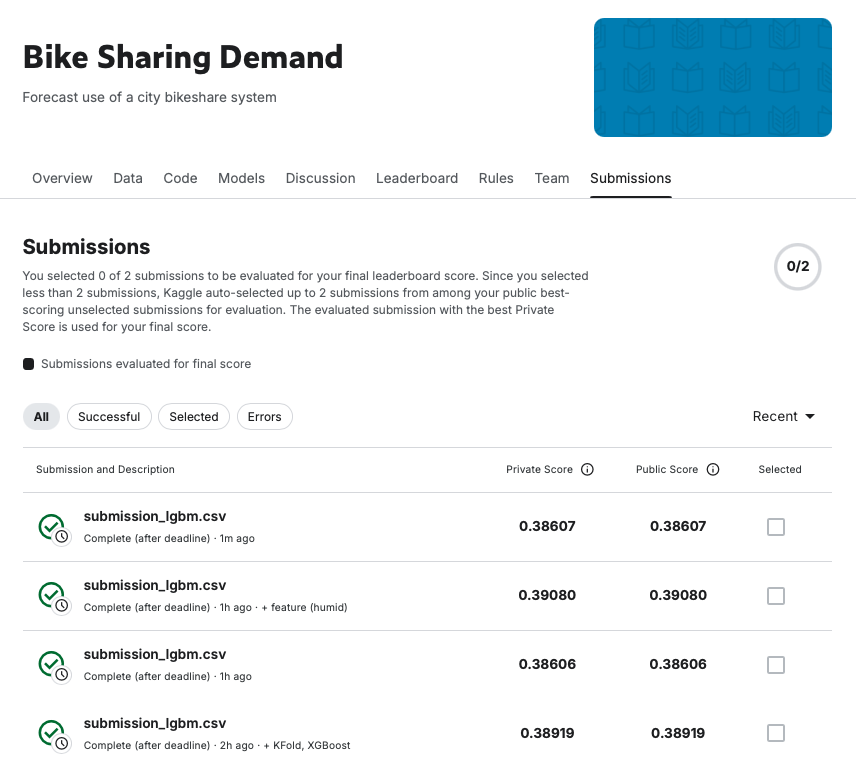 Bike Sharing Demand
Forecast use of a city bikeshare system
Overview Data Code Models Discussion Leaderboard Rules Team Submissions
Submissions
You selected 0 of 2 submissions to be evaluated for your final leaderboard score. Since you selected
less than 2 submissions, Kaggle auto-selected up to 2 submissions from among your public best-
scoring unselected submissions for evaluation. The evaluated submission with the best Private
Score is used for your final score.
0/2
Submissions evaluated for final score
All Successful Selected Errors Recent
Submission and Description Private Score Public Score Selected
submission_lgbm.csv
Complete (after deadline) · 1m ago
0.38607 0.38607
submission_lgbm.csv
Complete (after deadline) · 1h ago · + feature (humid)
0.39080 0.39080
submission_lgbm.csv
Complete (after deadline) · 1h ago
0.38606 0.38606
submission_lgbm.csv
Complete (after deadline) · 2h ago · + KFold, XGBoost
0.38919 0.38919